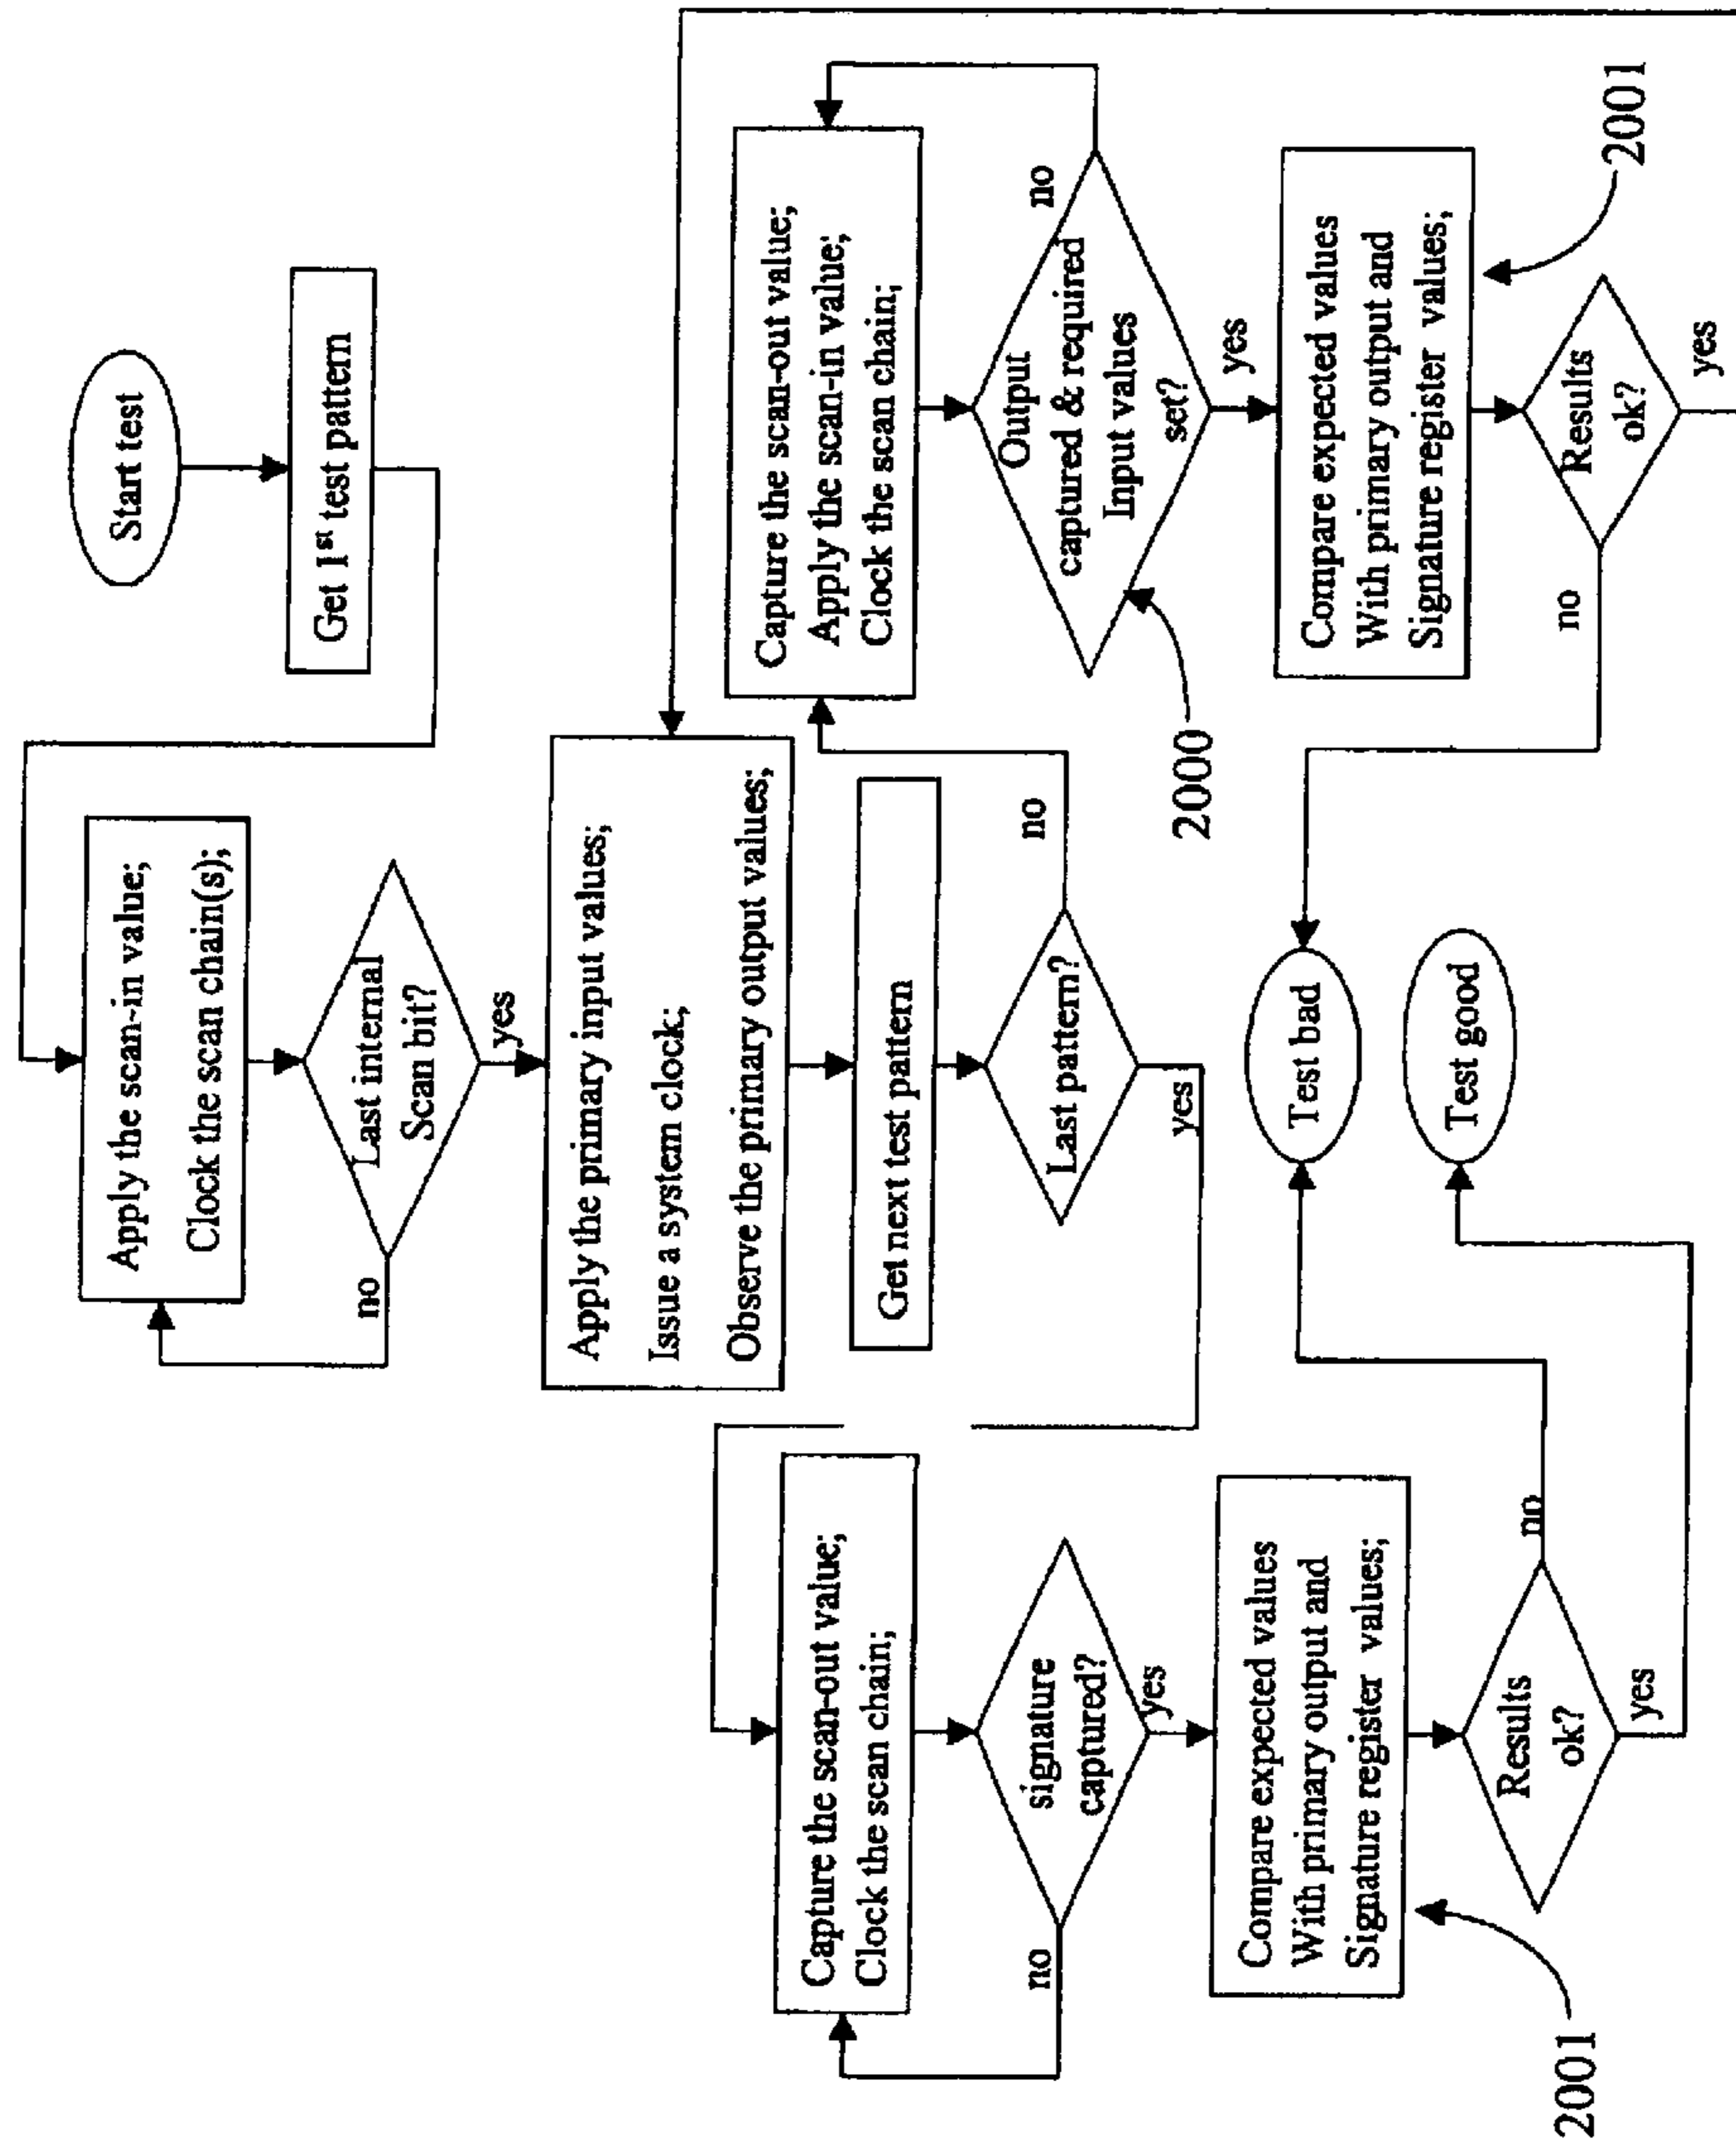 Start test
Get 1st test pattern
Apply the scan-in value;
Clock the scan chain(s);
Last internal
Scan bit?
no
yes
Apply the primary input values;
Issue a system clock;
Observe the primary output values;
Get next test pattern
Last pattern?
no
yes
Capture the scan-out value;
Apply the scan-in value;
Clock the scan chain;
Output
captured & required
Input values
set?
no
yes
2000
Compare expected values
With primary output and
Signature register values;
2001
Results
ok?
no
yes
Capture the scan-out value;
Clock the scan chain;
signature
captured?
no
yes
Compare expected values
With primary output and
Signature register values;
2001
Results
ok?
no
yes
Test bad
Test good